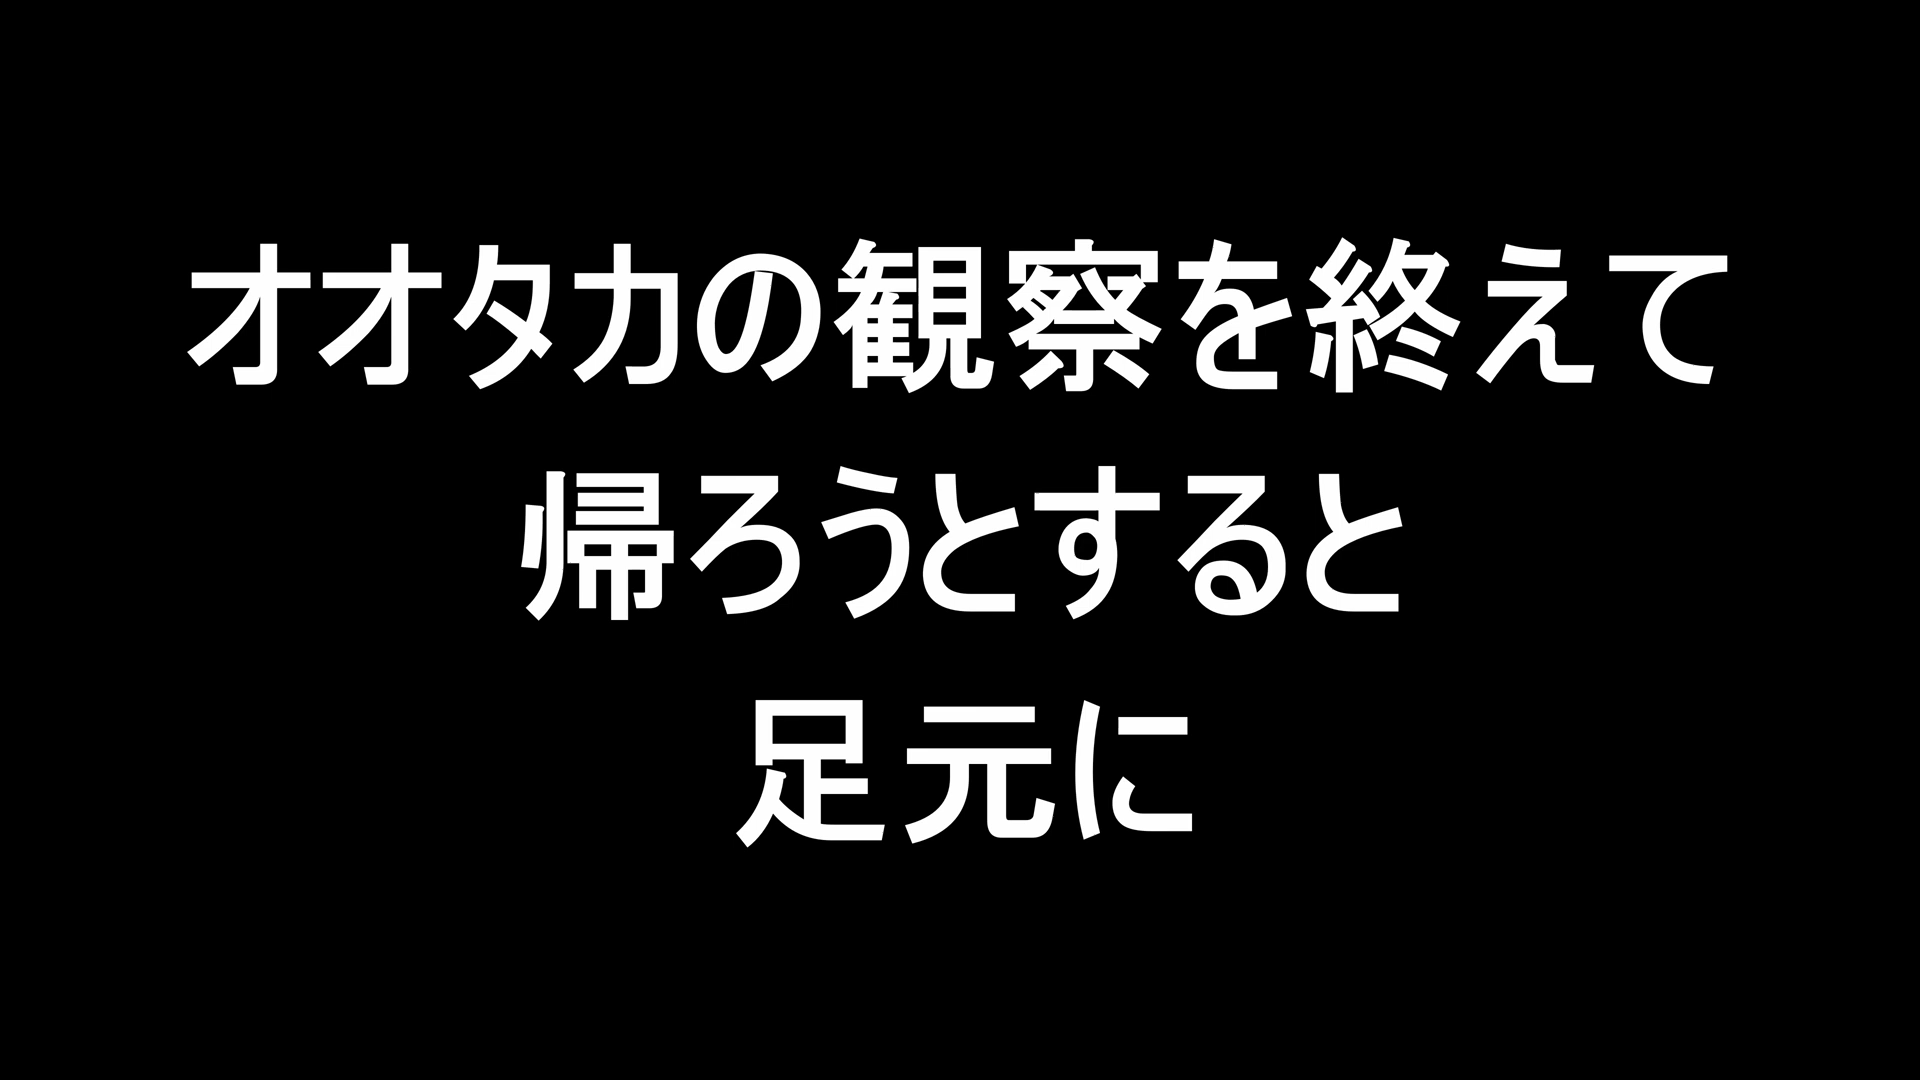 オオタカの観察を終えて
帰ろうとすると
足元に